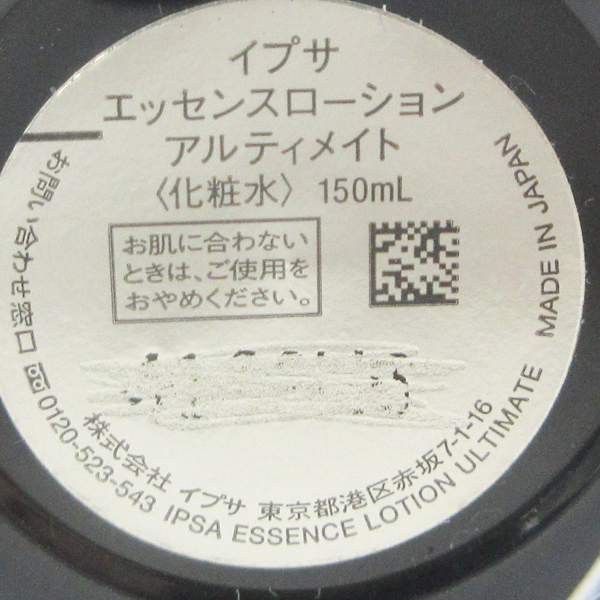 イプサ
エッセンスローション
アルティメイト
〈化粧水〉 150mL
お肌に合わない
ときは、ご使用を
おやめください。
お問い合わせ窓口 0120-523-543 IPSA ESSENCE LOTION ULTIMATE MADE IN JAPAN
株式会社 イプサ 東京都港区赤坂7-1-16